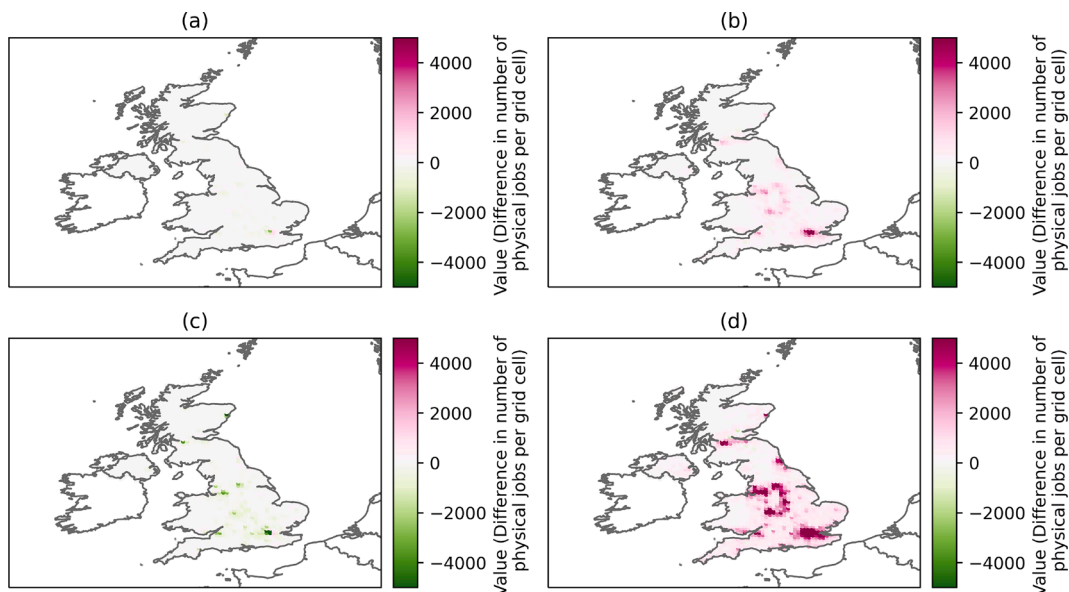 (a)
4000
2000
0
−2000
−4000
Value (Difference in number of
physical jobs per grid cell)
(b)
4000
2000
0
−2000
−4000
Value (Difference in number of
physical jobs per grid cell)
(c)
4000
2000
0
−2000
−4000
Value (Difference in number of
physical jobs per grid cell)
(d)
4000
2000
0
−2000
−4000
Value (Difference in number of
physical jobs per grid cell)